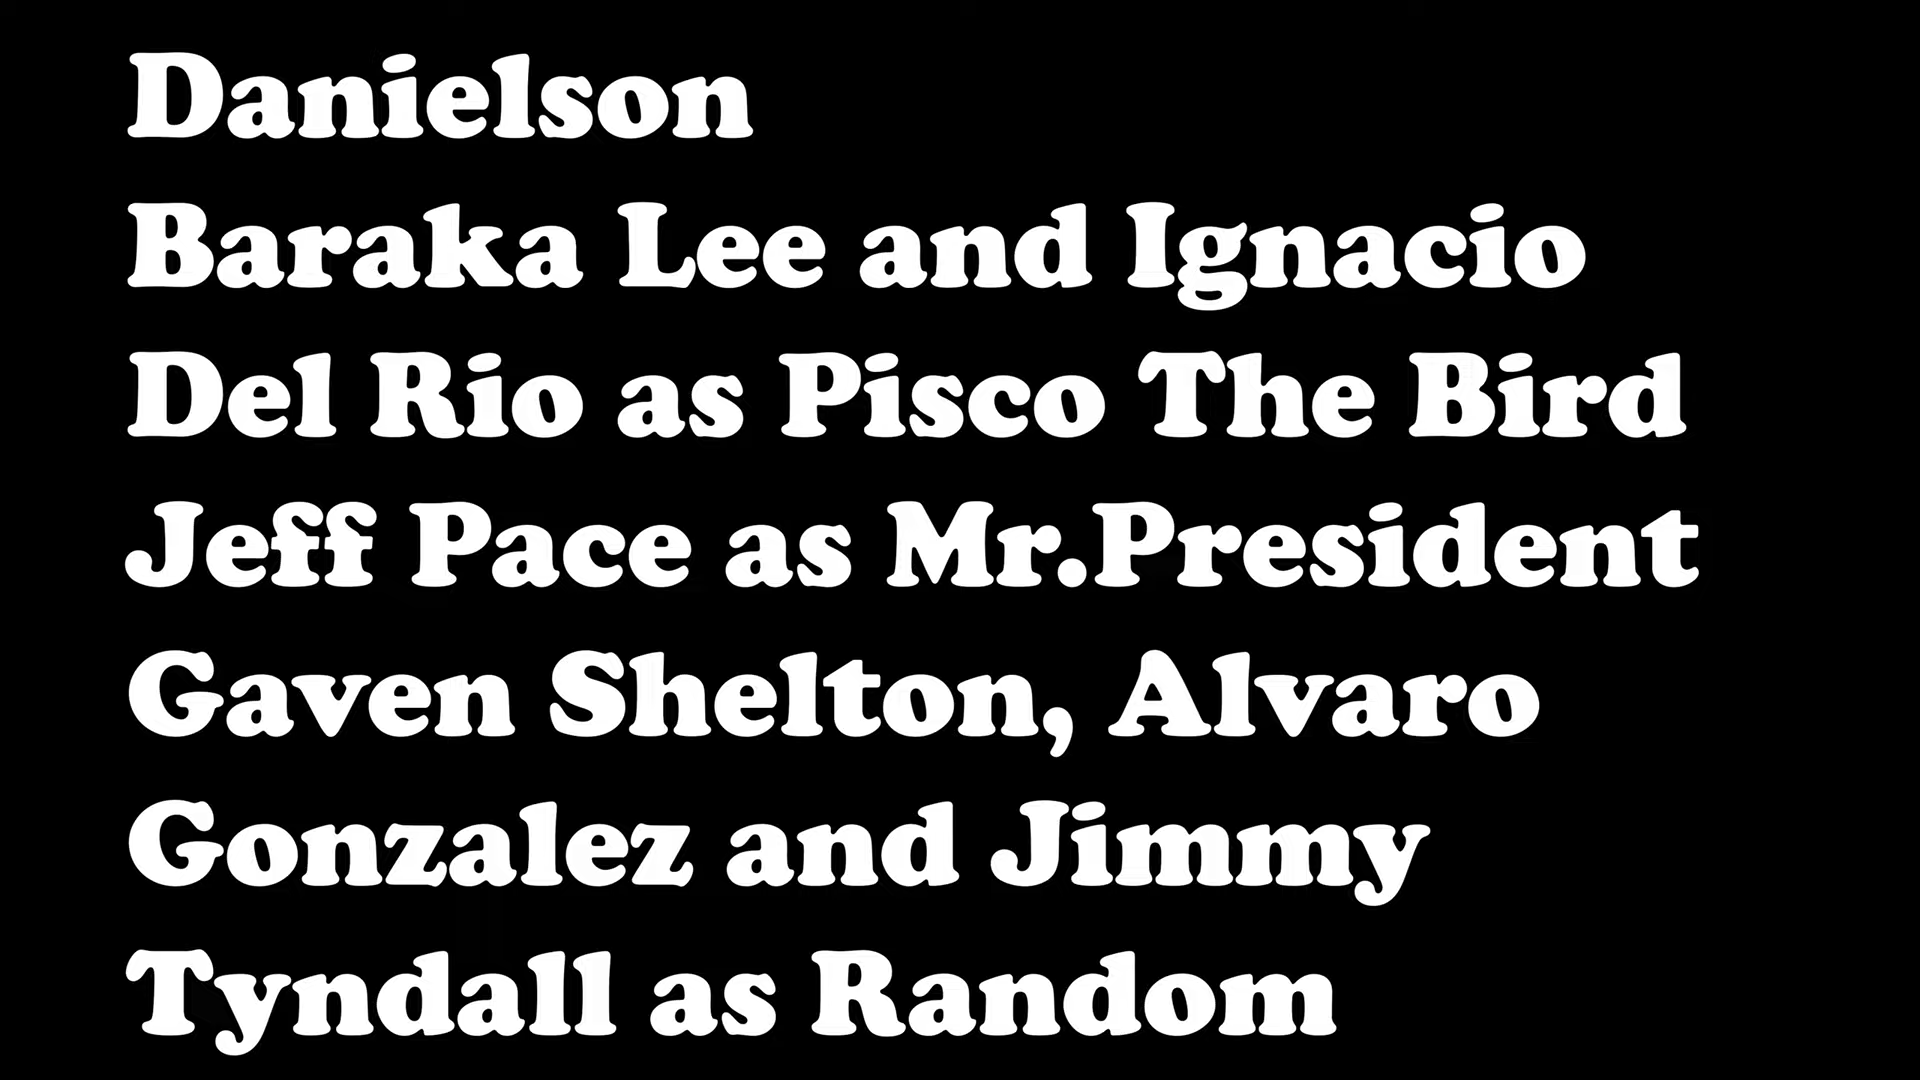 Danielson
Baraka Lee and Ignacio
Del Rio as Pisco The Bird
Jeff Pace as Mr.President
Gaven Shelton, Alvaro
Gonzalez and Jimmy
Tyndall as Random